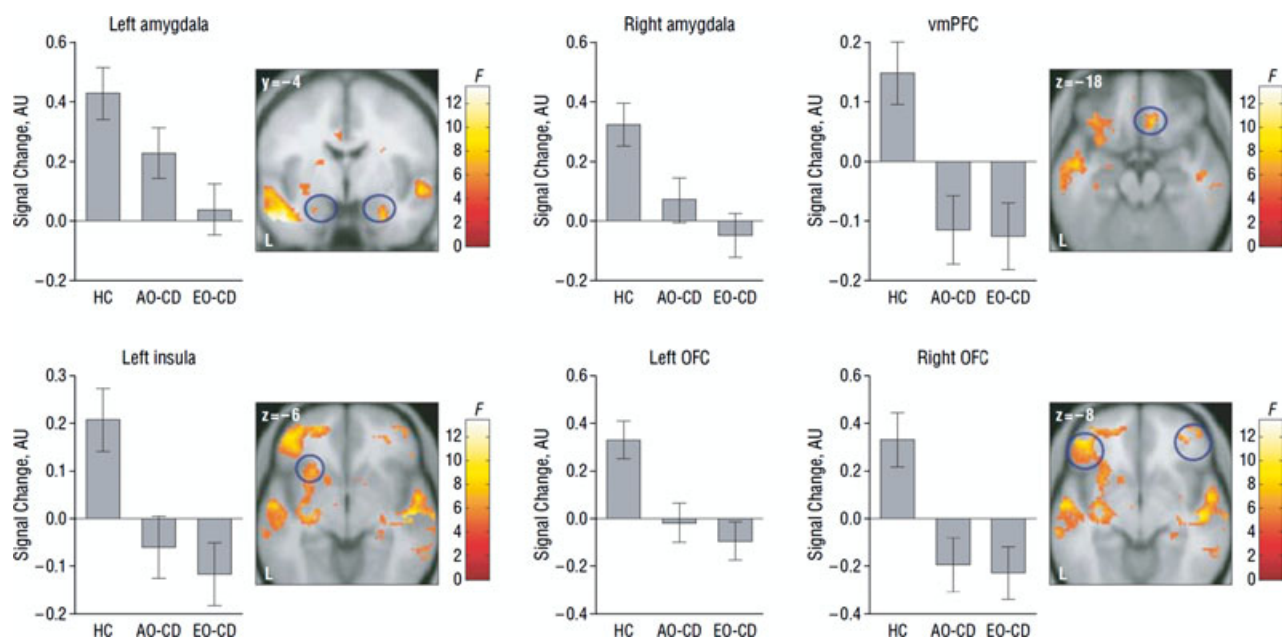 Left amygdala
Signal Change, AU
0.6
0.4
0.2
0.0
−0.2
HC AO-CD EO-CD
y=−4
L
F
12
10
8
6
4
2
0
Right amygdala
Signal Change, AU
0.6
0.4
0.2
0.0
−0.2
HC AO-CD EO-CD
vmPFC
Signal Change, AU
0.2
0.1
0.0
−0.1
−0.2
HC AO-CD EO-CD
z=−18
F
12
10
8
6
4
2
0
Left insula
Signal Change, AU
0.3
0.2
0.1
0.0
−0.1
−0.2
HC AO-CD EO-CD
z=−6
L
F
12
10
8
6
4
2
0
Left OFC
Signal Change, AU
0.6
0.4
0.2
0.0
−0.2
−0.4
HC AO-CD EO-CD
Right OFC
Signal Change, AU
0.6
0.4
0.2
0.0
−0.2
−0.4
HC AO-CD EO-CD
z=−8
L
F
12
10
8
6
4
2
0